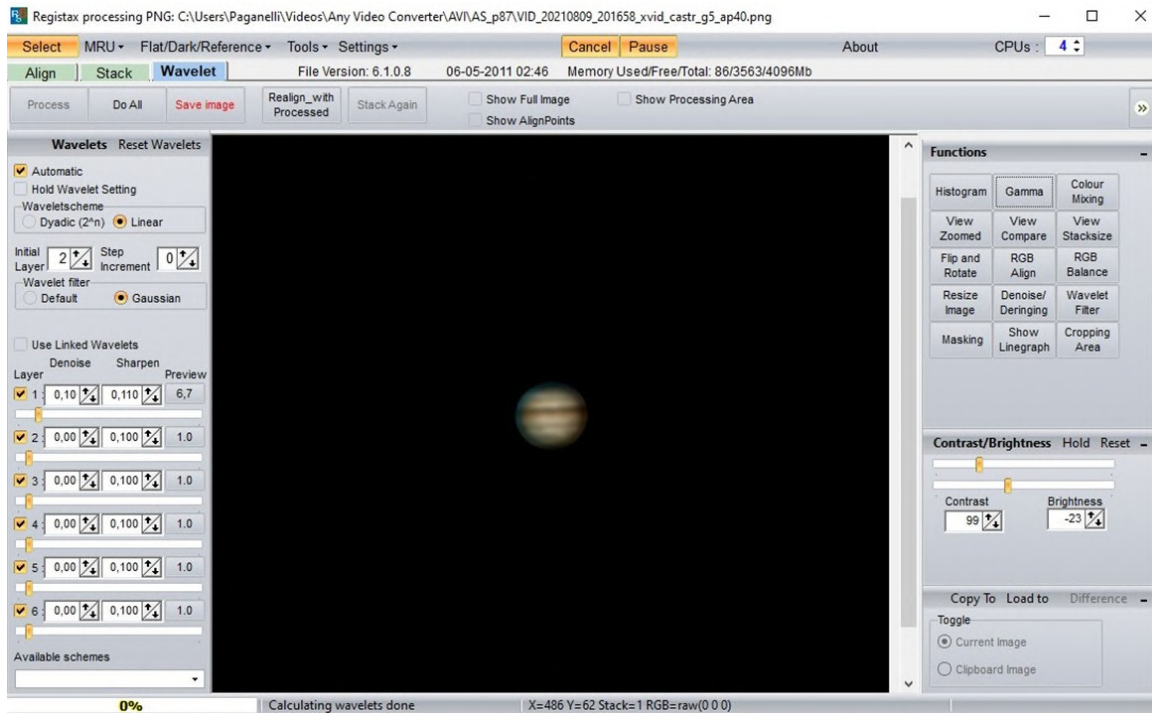 Registax processing PNG: C:\Users\Paganelli\Videos\Any Video Converter\AVI\AS_p87\VID_20210809_201658_xvid_castr_g5_ap40.png
Select MRU Flat/Dark/Reference Tools Settings Cancel Pause About CPUs : 4
Align Stack Wavelet File Version: 6.1.0.8 06-05-2011 02:46 Memory Used/Free/Total: 86/3563/4096Mb
Process Do All Save image Realign_with Processed Stack Again
Show Full Image Show Processing Area
Show AlignPoints
Wavelets Reset Wavelets
Automatic
Hold Wavelet Setting
Waveletscheme
Dyadic (2^n) Linear
Initial Layer 2 Step Increment 0
Wavelet filter
Default Gaussian
Use Linked Wavelets
Denoise Sharpen
Layer Preview
1 : 0,10 0,110 6,7
2 : 0,00 0,100 1.0
3 : 0,00 0,100 1.0
4 : 0,00 0,100 1.0
5 : 0,00 0,100 1.0
6 : 0,00 0,100 1.0
Available schemes
Functions
Histogram Gamma Colour Mixing
View Zoomed View Compare View Stacksize
Flip and Rotate RGB Align RGB Balance
Resize Image Denoise/ Deringing Wavelet Filter
Masking Show Linegraph Cropping Area
Contrast/Brightness Hold Reset
Contrast Brightness
99 -23
Copy To Load to Difference
Toggle
Current Image
Clipboard Image
0% Calculating wavelets done X=486 Y=62 Stack=1 RGB=raw(0 0 0)